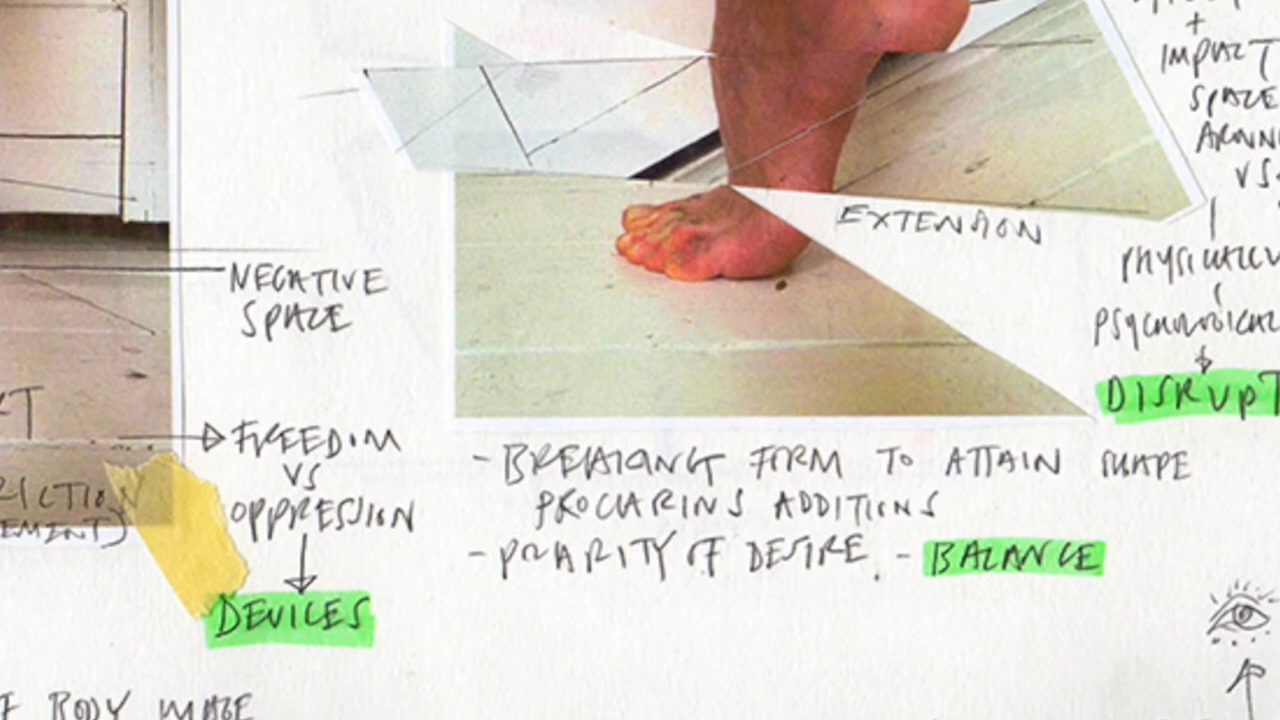 +
IMPACT
SPACE
VS
EXTENSION
NEGATIVE
SPACE
PHYSICALLY
PSYCHOLOGICAL
DISRUPT
FREEDOM
VS
OPPRESSION
DEVICES
- BREAKING FORM TO ATTAIN SHAPE
ADDITIONS
- POLARITY OF DESIRE. - BALANCE
BODY IMAGE